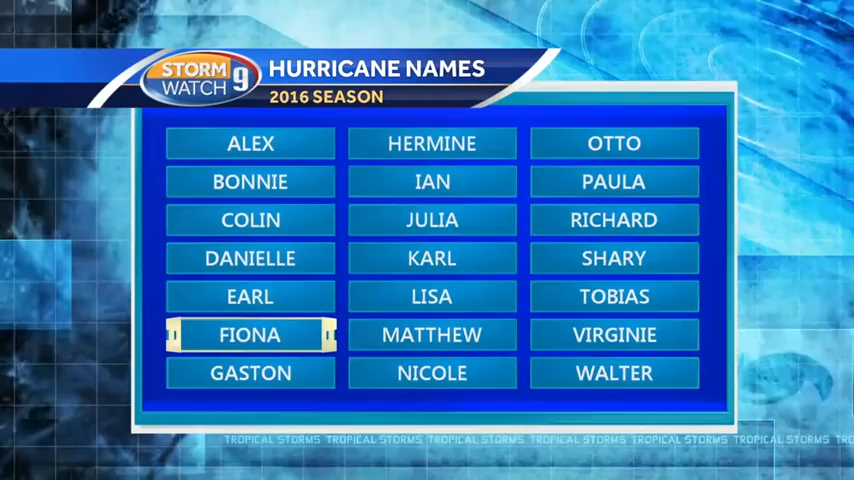 STORM
WATCH 9
HURRICANE NAMES
2016 SEASON
ALEX
BONNIE
COLIN
DANIELLE
EARL
FIONA
GASTON
HERMINE
IAN
JULIA
KARL
LISA
MATTHEW
NICOLE
OTTO
PAULA
RICHARD
SHARY
TOBIAS
VIRGINIE
WALTER
TROPICAL STORMS TROPICAL STORMS TROPICAL STORMS TROPICAL STORMS TROPICAL STORMS TROPICAL STORMS